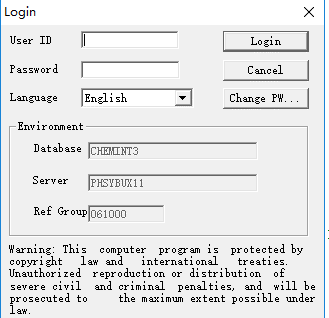 Login
User ID
Login
Password
Cancel
Language
English
Change PW...
Environment
Database
CHEMINT3
Server
PHSYBUX11
Ref Group
061000
Warning: This computer program is protected by
copyright law and international treaties.
Unauthorized reproduction or distribution of
severe civil and criminal penalties, and will be
prosecuted to the maximum extent possible under
law.